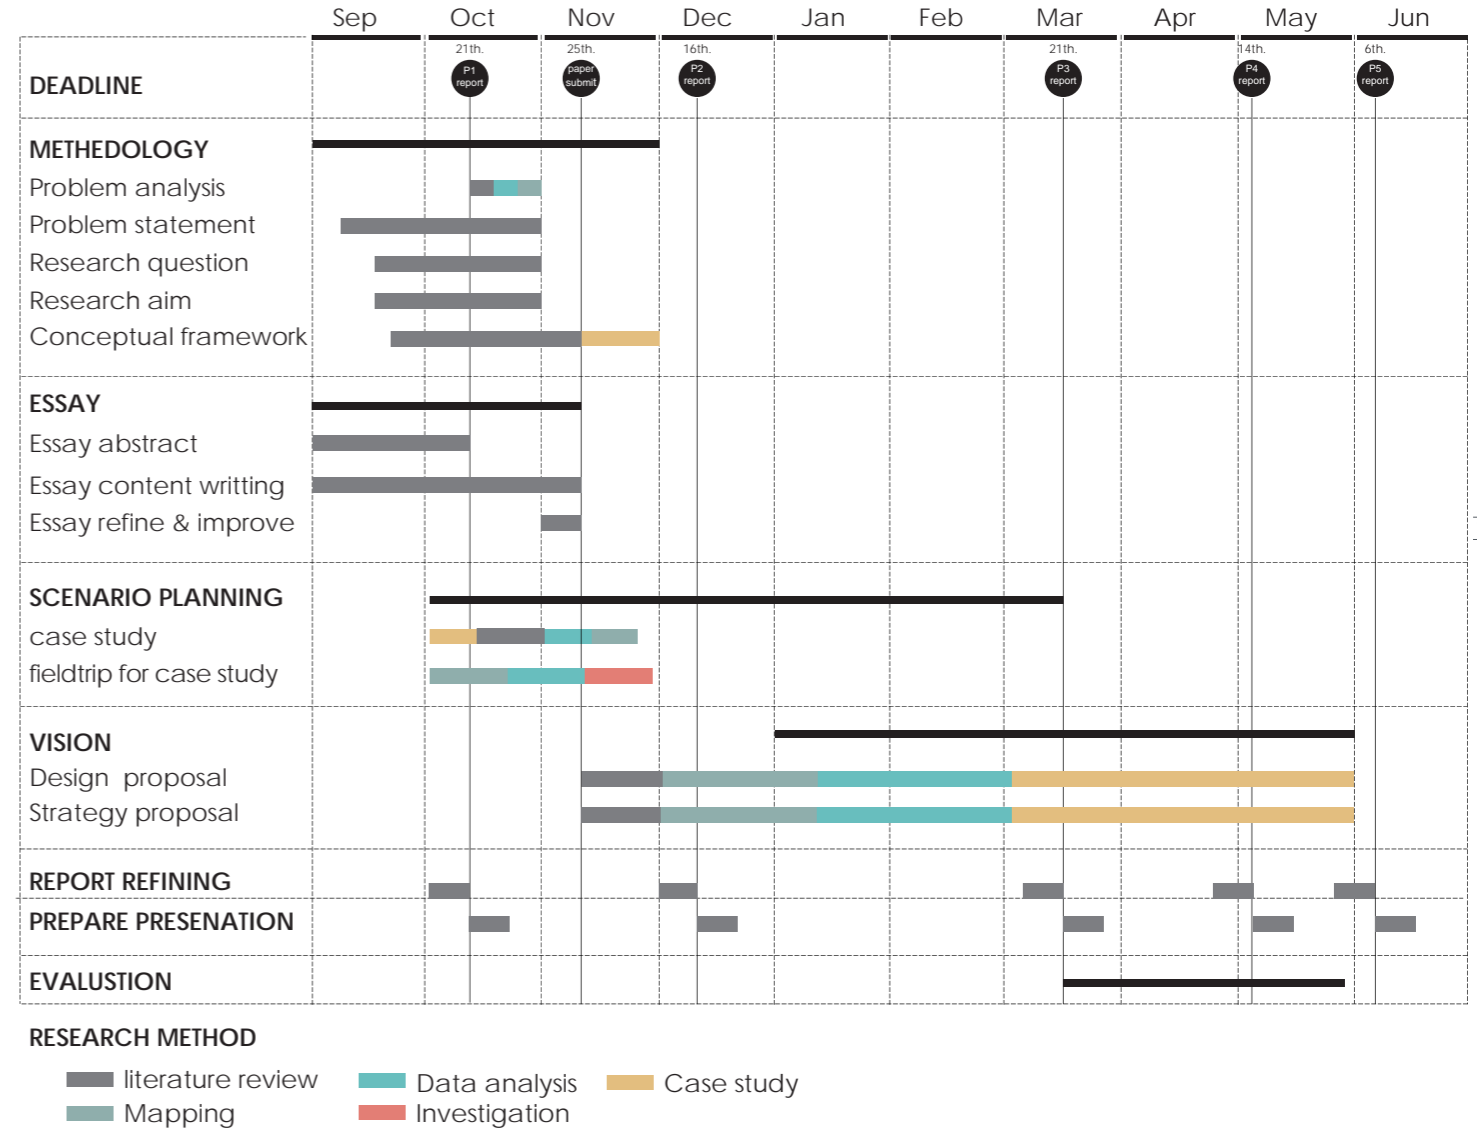 Sep Oct Nov Dec Jan Feb Mar Apr May Jun
21th. 25th. 16th. 21th. 14th. 6th.
P1 report
paper submit
P2 report
P3 report
P4 report
P5 report
DEADLINE
METHEDOLOGY
Problem analysis
Problem statement
Research question
Research aim
Conceptual framework
ESSAY
Essay abstract
Essay content writting
Essay refine & improve
SCENARIO PLANNING
case study
fieldtrip for case study
VISION
Design proposal
Strategy proposal
REPORT REFINING
PREPARE PRESENATION
EVALUSTION
RESEARCH METHOD
literature review Data analysis Case study
Mapping Investigation